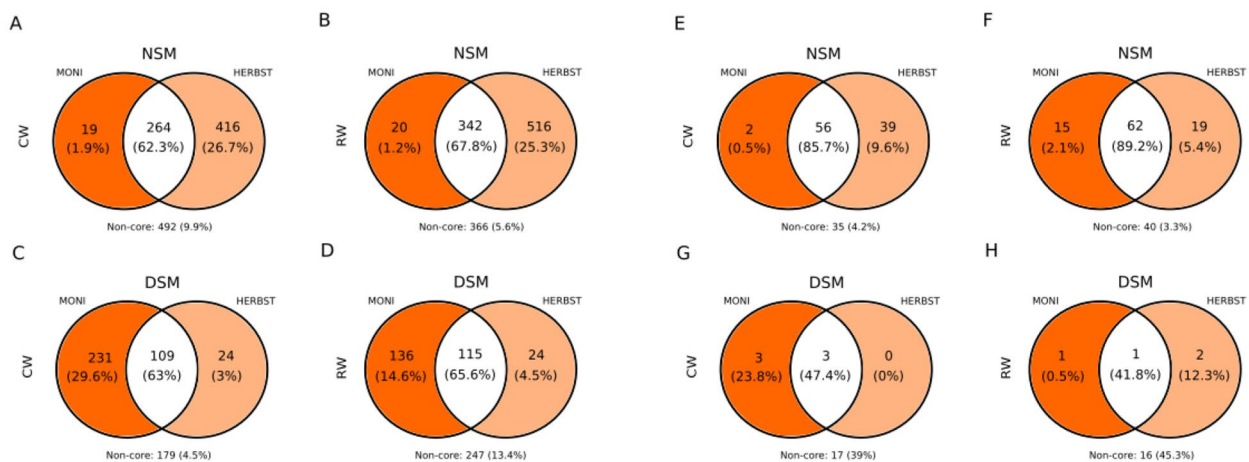 A
NSM
MONI
HERBST
CW
19
(1.9%)
264
(62.3%)
416
(26.7%)
Non-core: 492 (9.9%)
B
NSM
MONI
HERBST
RW
20
(1.2%)
342
(67.8%)
516
(25.3%)
Non-core: 366 (5.6%)
E
NSM
MONI
HERBST
CW
2
(0.5%)
56
(85.7%)
39
(9.6%)
Non-core: 35 (4.2%)
F
NSM
MONI
HERBST
RW
15
(2.1%)
62
(89.2%)
19
(5.4%)
Non-core: 40 (3.3%)
C
DSM
MONI
HERBST
CW
231
(29.6%)
109
(63%)
24
(3%)
Non-core: 179 (4.5%)
D
DSM
MONI
HERBST
RW
136
(14.6%)
115
(65.6%)
24
(4.5%)
Non-core: 247 (13.4%)
G
DSM
MONI
HERBST
CW
3
(23.8%)
3
(47.4%)
0
(0%)
Non-core: 17 (39%)
H
DSM
MONI
HERBST
RW
1
(0.5%)
1
(41.8%)
2
(12.3%)
Non-core: 16 (45.3%)